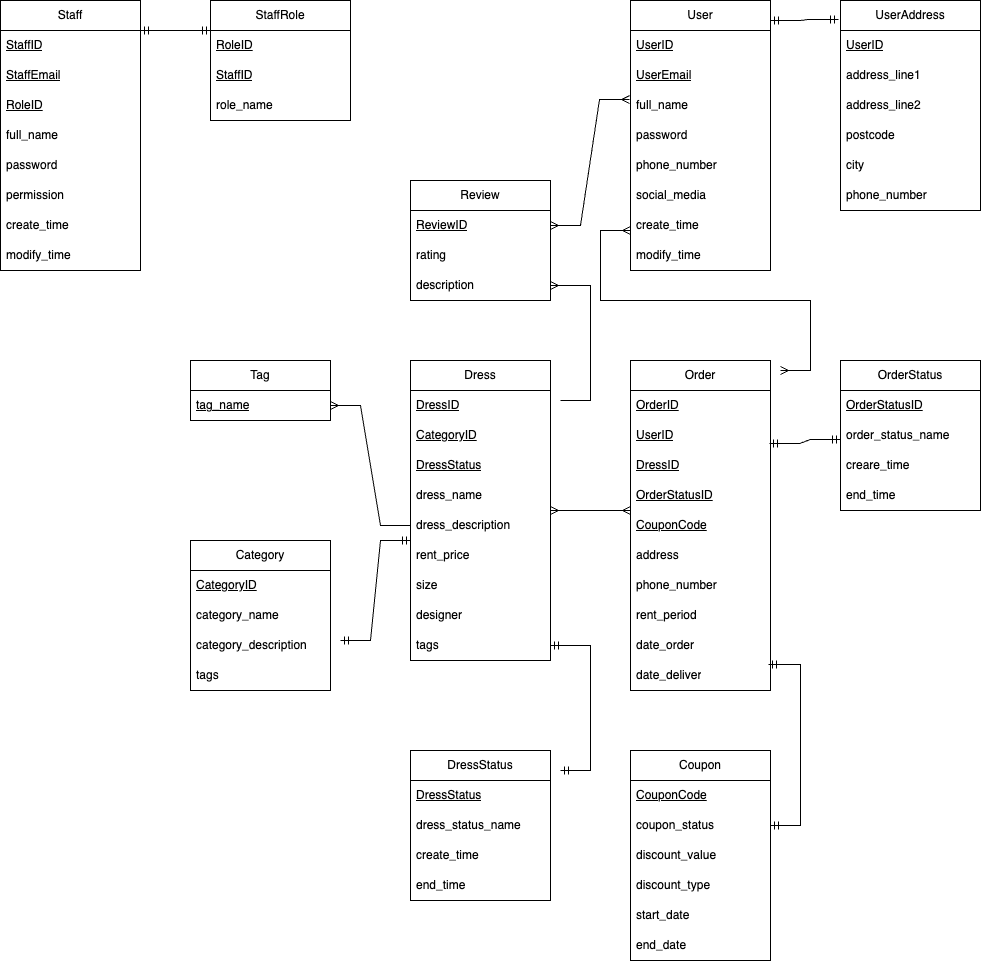 Staff
StaffID
StaffEmail
RoleID
full_name
password
permission
create_time
modify_time
StaffRole
RoleID
StaffID
role_name
User
UserID
UserEmail
full_name
password
phone_number
social_media
create_time
modify_time
UserAddress
UserID
address_line1
address_line2
postcode
city
phone_number
Review
ReviewID
rating
description
Tag
tag_name
Dress
DressID
CategoryID
DressStatus
dress_name
dress_description
rent_price
size
designer
tags
Order
OrderID
UserID
DressID
OrderStatusID
CouponCode
address
phone_number
rent_period
date_order
date_deliver
OrderStatus
OrderStatusID
order_status_name
creare_time
end_time
Category
CategoryID
category_name
category_description
tags
DressStatus
DressStatus
dress_status_name
create_time
end_time
Coupon
CouponCode
coupon_status
discount_value
discount_type
start_date
end_date